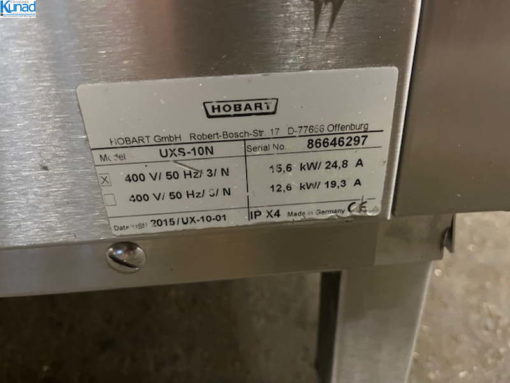 Kunad
HOBART
HOBART GmbH Robert-Bosch-Str. 17 D-77656 Offenburg
Model UXS-10N Serial No. 86646297
X 400 V/ 50 Hz/ 3/ N 15,6 kW/ 24,8 A
400 V/ 50 Hz/ 3/ N 12,6 kW/ 19,3 A
2015/UX-10-01 IP X4 Made in Germany CE